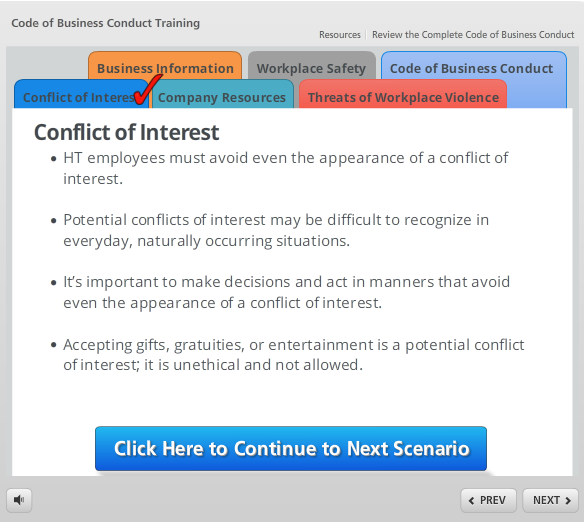 Code of Business Conduct Training
Resources | Review the Complete Code of Business Conduct
Business Information
Workplace Safety
Code of Business Conduct
Conflict of Interes
Company Resources
Threats of Workplace Violence
Conflict of Interest
• HT employees must avoid even the appearance of a conflict of
interest.
• Potential conflicts of interest may be difficult to recognize in
everyday, naturally occurring situations.
• It’s important to make decisions and act in manners that avoid
even the appearance of a conflict of interest.
• Accepting gifts, gratuities, or entertainment is a potential conflict
of interest; it is unethical and not allowed.
Click Here to Continue to Next Scenario
< PREV
NEXT >